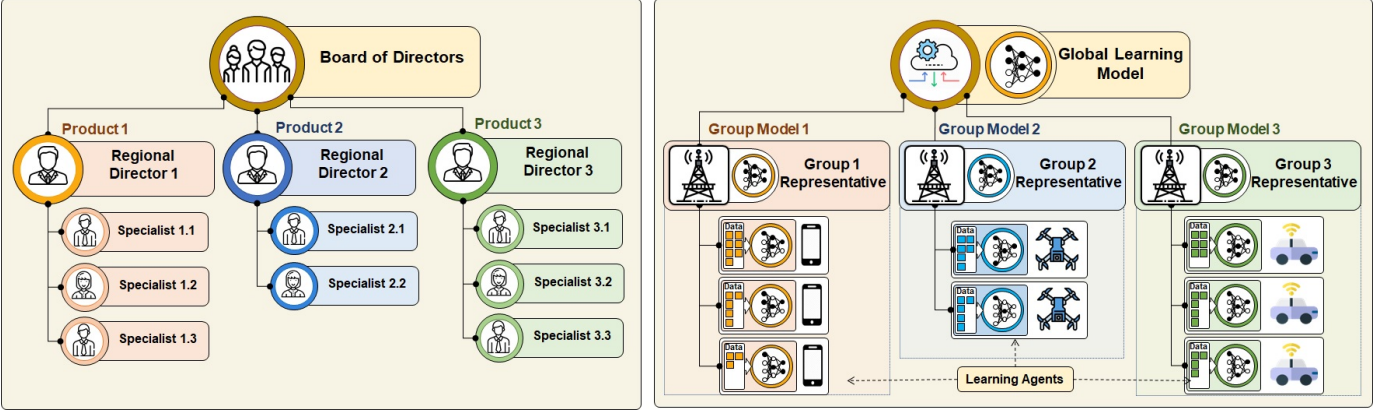 Board of Directors
Product 1
Product 2
Product 3
Regional
Director 1
Regional
Director 2
Regional
Director 3
Specialist 1.1
Specialist 1.2
Specialist 1.3
Specialist 2.1
Specialist 2.2
Specialist 3.1
Specialist 3.2
Specialist 3.3
Global Learning
Model
Group Model 1
Group Model 2
Group Model 3
Group 1
Representative
Group 2
Representative
Group 3
Representative
Data
Data
Data
Data
Data
Data
Data
Data
Learning Agents